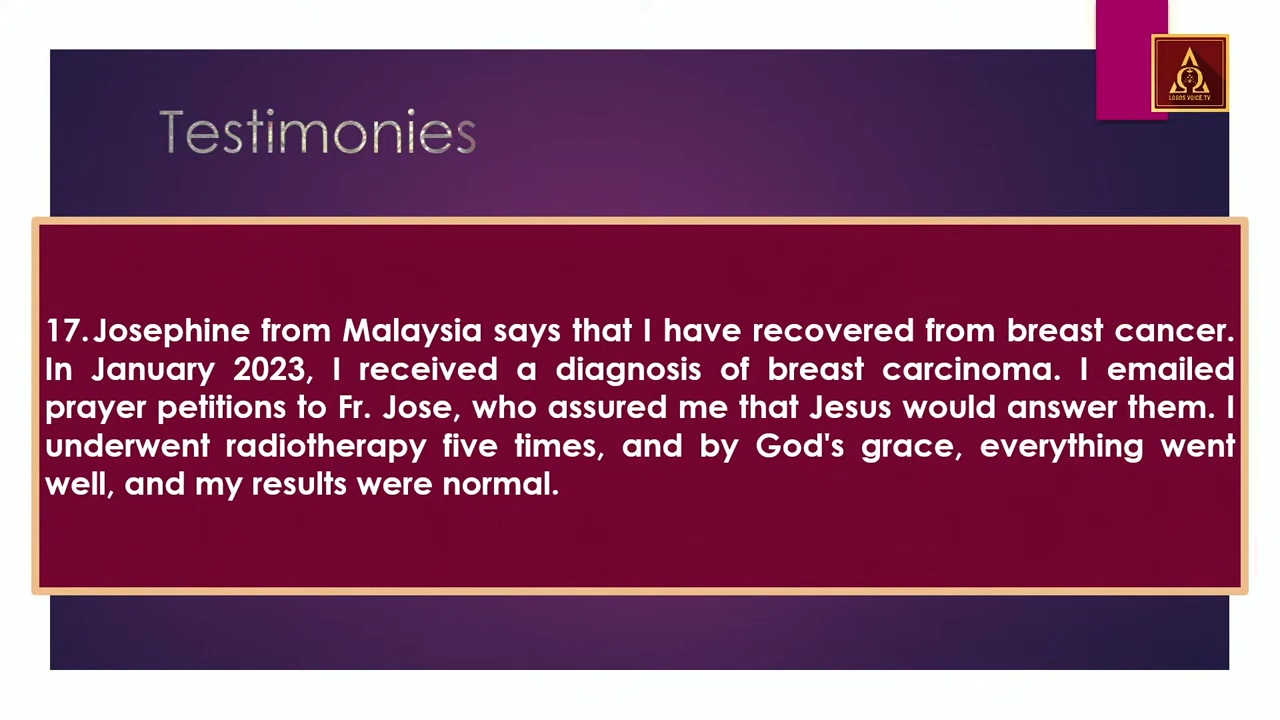 LOGOS VOICE.TV
Testimonies
17. Josephine from Malaysia says that I have recovered from breast cancer.
In January 2023, I received a diagnosis of breast carcinoma. I emailed
prayer petitions to Fr. Jose, who assured me that Jesus would answer them. I
underwent radiotherapy five times, and by God's grace, everything went
well, and my results were normal.